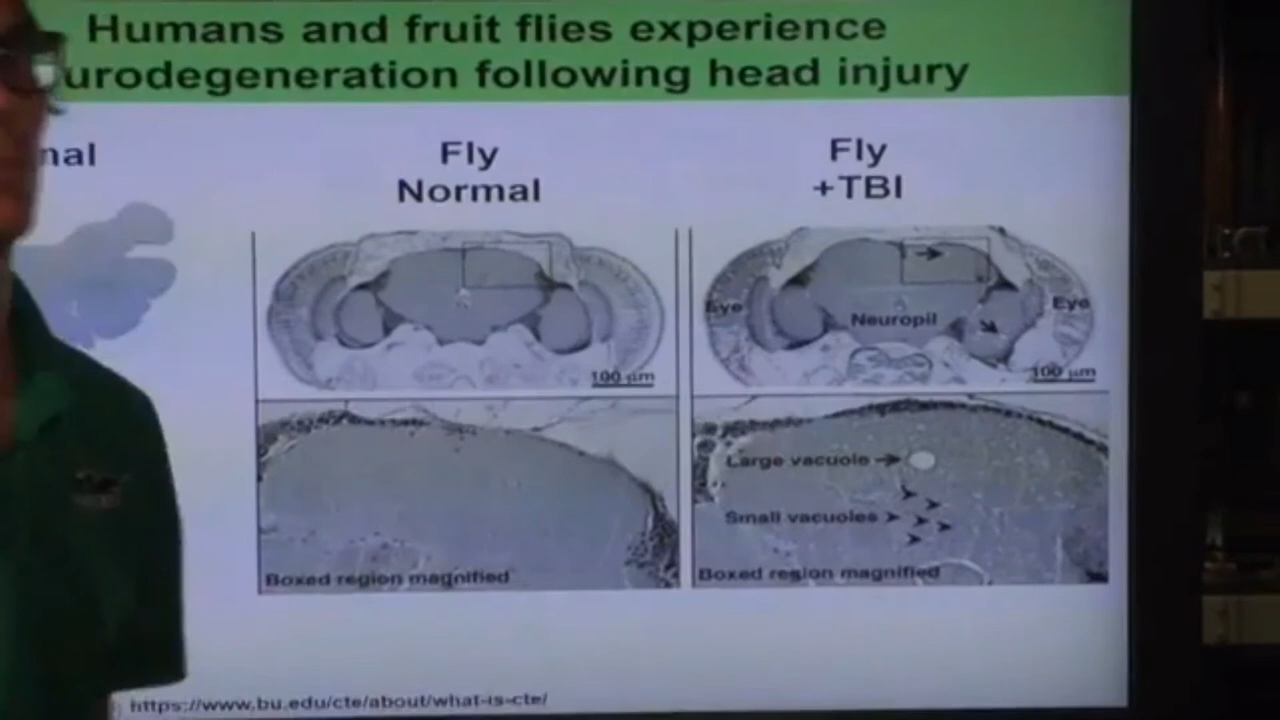 Humans and fruit flies experience
urodegeneration following head injury
nal
Fly
Normal
Fly
+TBI
Eye
Neuropil
Eye
100 µm
100 µm
Large vacuole
Small vacuoles
Boxed region magnified
Boxed region magnified
https://www.bu.edu/cte/about/what-is-cte/